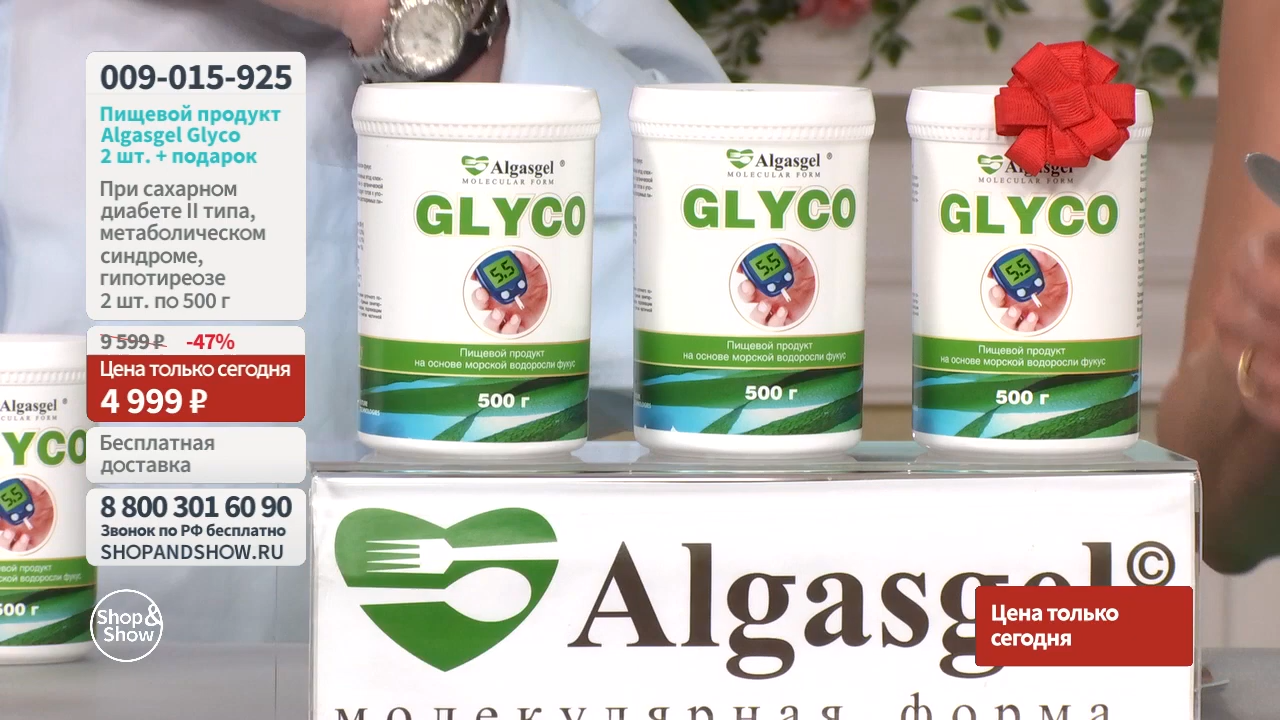 009-015-925
Пищевой продукт
Algasgel Glyco
2 шт. + подарок
При сахарном
диабете II типа,
метаболическом
синдроме,
гипотиреозе
2 шт. по 500 г
9 599 ₽ -47%
Цена только сегодня
4 999 ₽
Бесплатная
доставка
8 800 301 60 90
Звонок по РФ бесплатно
SHOPANDSHOW.RU
Shop&
Show
Algasgel ®
MOLECULAR FORM
GLYCO
5.5
Пищевой продукт
на основе морской водоросли фукус
500 г
Algasgel ®
MOLECULAR FORM
GLYCO
5.5
Пищевой продукт
на основе морской водоросли фукус
500 г
Algasgel
MOLECULAR FORM
GLYCO
5.5
Пищевой продукт
на основе морской водоросли фукус
500 г
Algasgel ®
5.5
500 г
Algasgel©
молекулярная форма
Цена только
сегодня